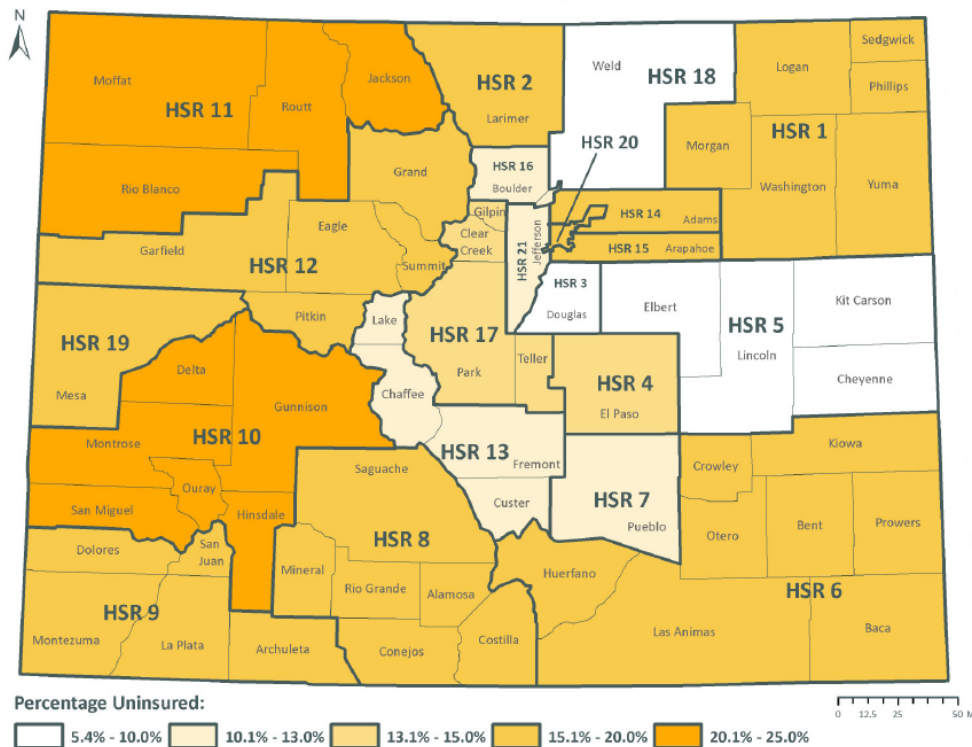 N
Moffat
HSR 11
Routt
Jackson
HSR 2
Larimer
Weld
HSR 18
Logan
Sedgwick
Phillips
HSR 1
Morgan
Washington
Yuma
HSR 20
HSR 16
Boulder
Grand
Rio Blanco
Gilpin
Clear
Creek
HSR 21
Jefferson
HSR 14
Adams
HSR 15
Arapahoe
Garfield
Eagle
HSR 12
Summit
Pitkin
Lake
HSR 3
Douglas
Elbert
HSR 5
Lincoln
Kit Carson
Cheyenne
HSR 19
Mesa
Delta
Gunnison
HSR 17
Park
Teller
HSR 4
El Paso
Chaffee
Montrose
HSR 10
Ouray
San Miguel
Hinsdale
HSR 13
Fremont
Custer
HSR 7
Pueblo
Crowley
Kiowa
Otero
Bent
Prowers
Saguache
HSR 8
Mineral
Rio Grande
Alamosa
Dolores
San
Juan
HSR 9
Montezuma
La Plata
Archuleta
Conejos
Costilla
Huerfano
Las Animas
HSR 6
Baca
Percentage Uninsured:
5.4% - 10.0%
10.1% - 13.0%
13.1% - 15.0%
15.1% - 20.0%
20.1% - 25.0%
0 12.5 25 50 M